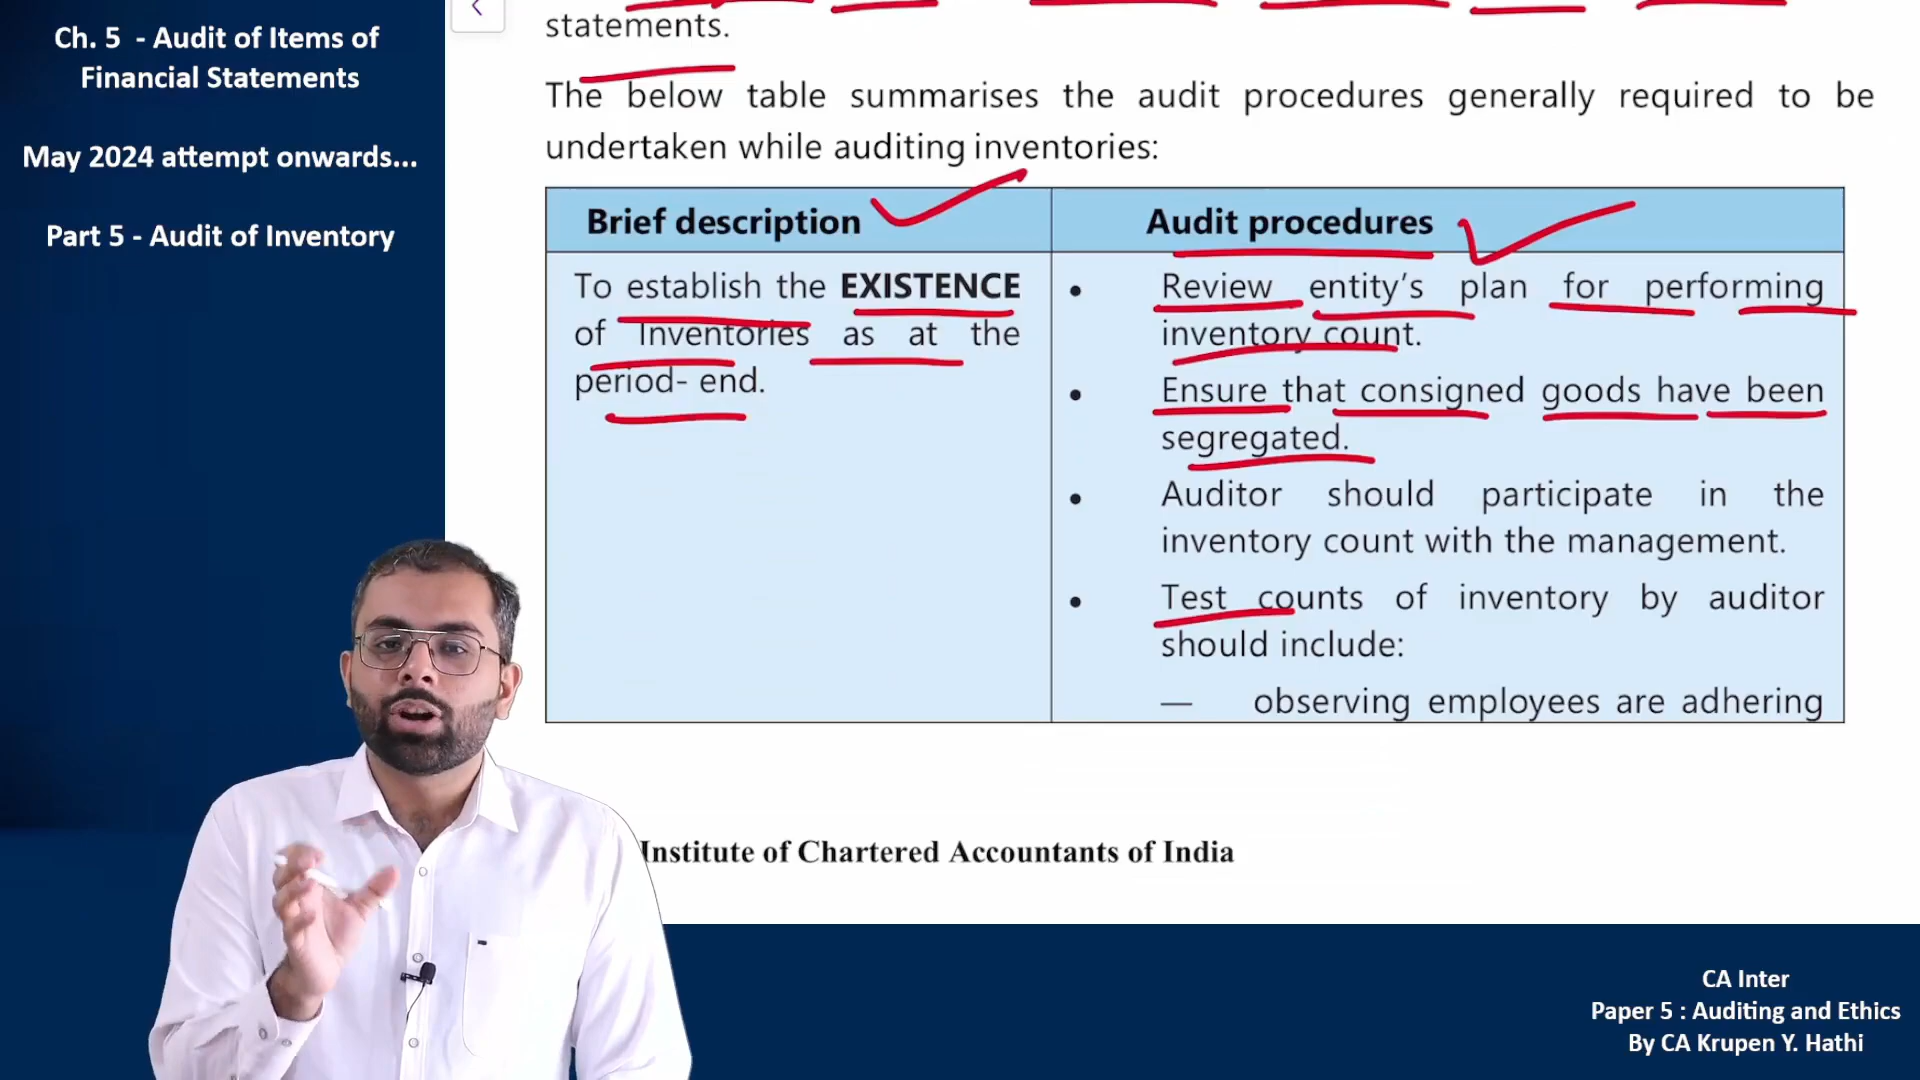 Ch. 5 - Audit of Items of
Financial Statements
May 2024 attempt onwards...
Part 5 - Audit of Inventory
statements.
The below table summarises the audit procedures generally required to be
undertaken while auditing inventories:
Brief description
Audit procedures
To establish the EXISTENCE
of Inventories as at the
period- end.
• Review entity's plan for performing
inventory count.
• Ensure that consigned goods have been
segregated.
• Auditor should participate in the
inventory count with the management.
• Test counts of inventory by auditor
should include:
— observing employees are adhering
Institute of Chartered Accountants of India
CA Inter
Paper 5 : Auditing and Ethics
By CA Krupen Y. Hathi